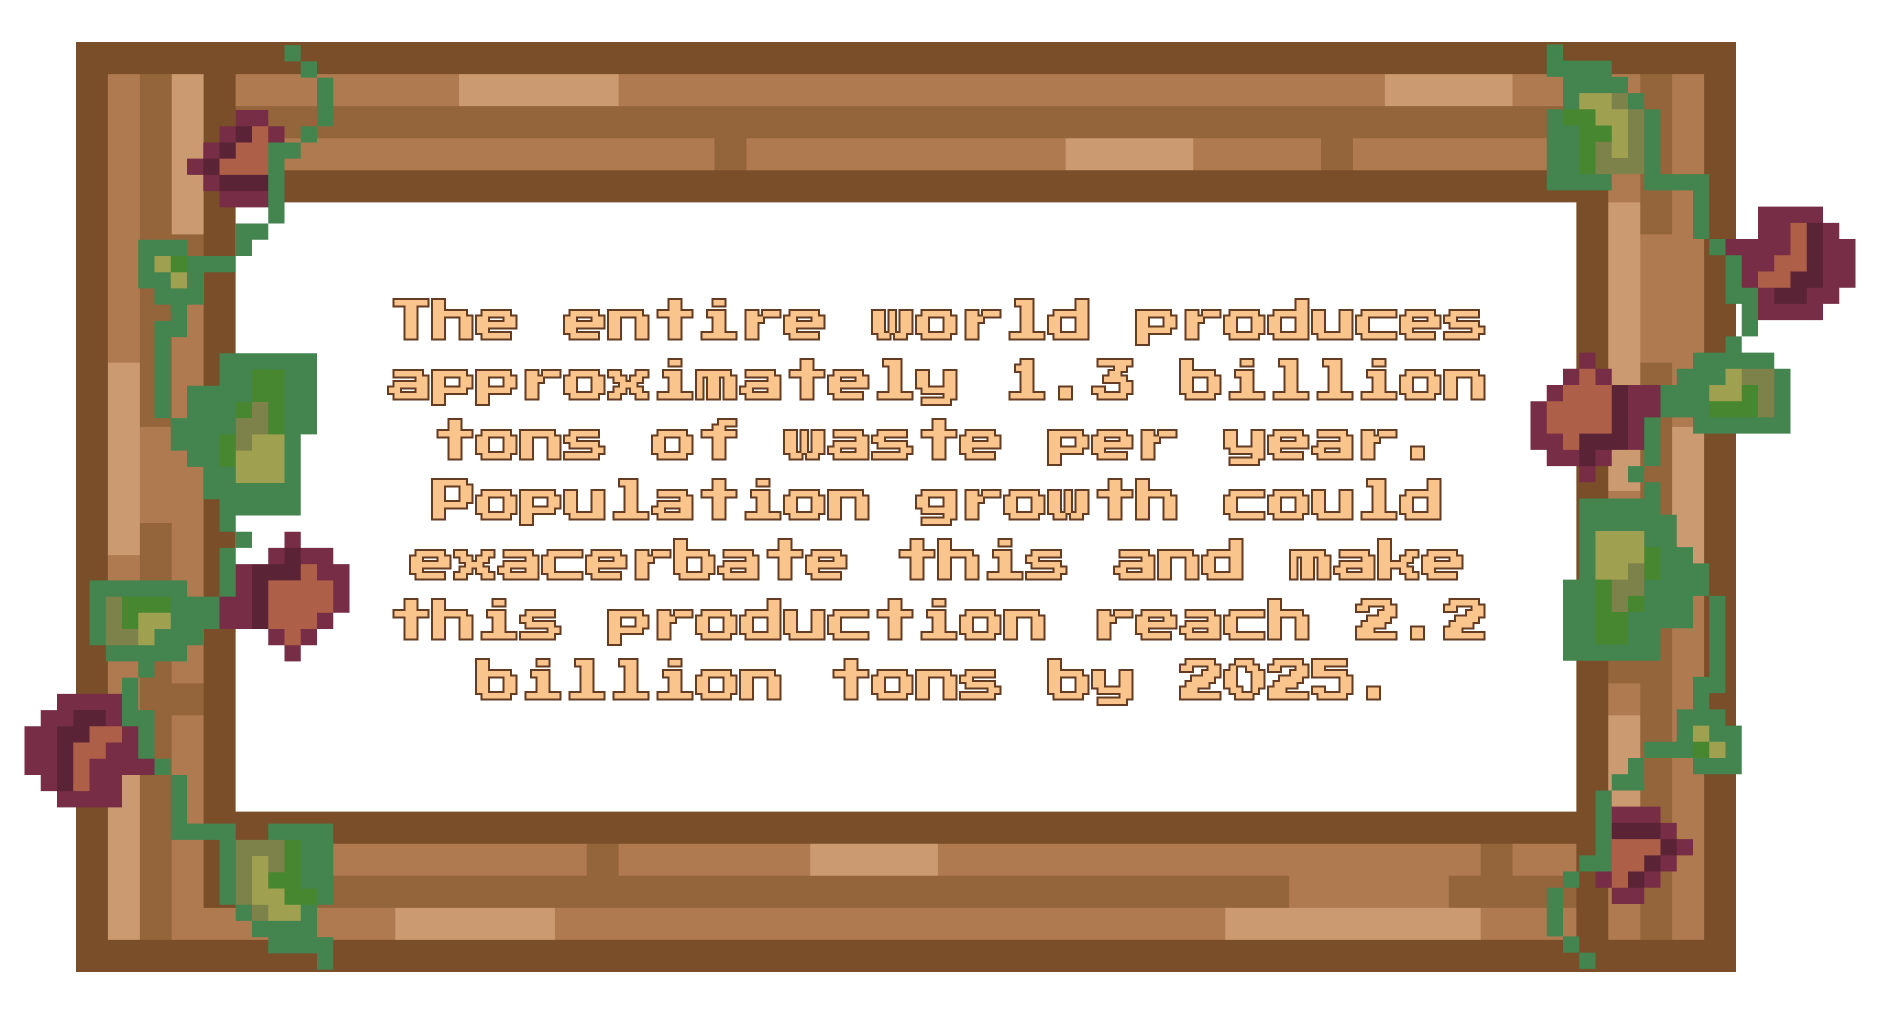 The entire world produces
approximately 1.3 billion
tons of waste per year.
Population growth could
exacerbate this and make
this production reach 2.2
billion tons by 2025.